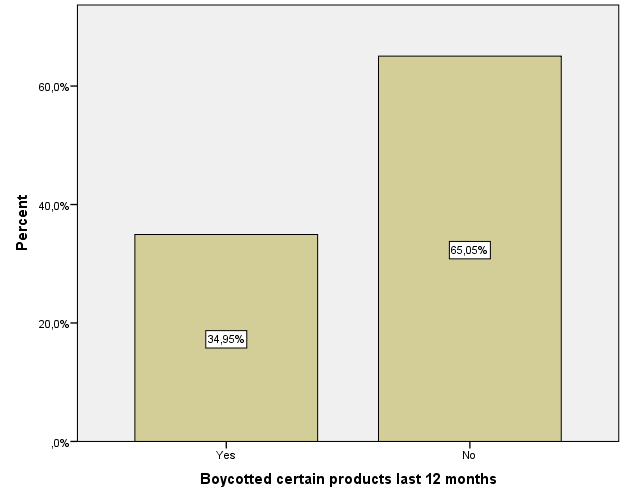 Percent
60,0%
40,0%
20,0%
,0%
34,95%
65,05%
Yes
No
Boycotted certain products last 12 months